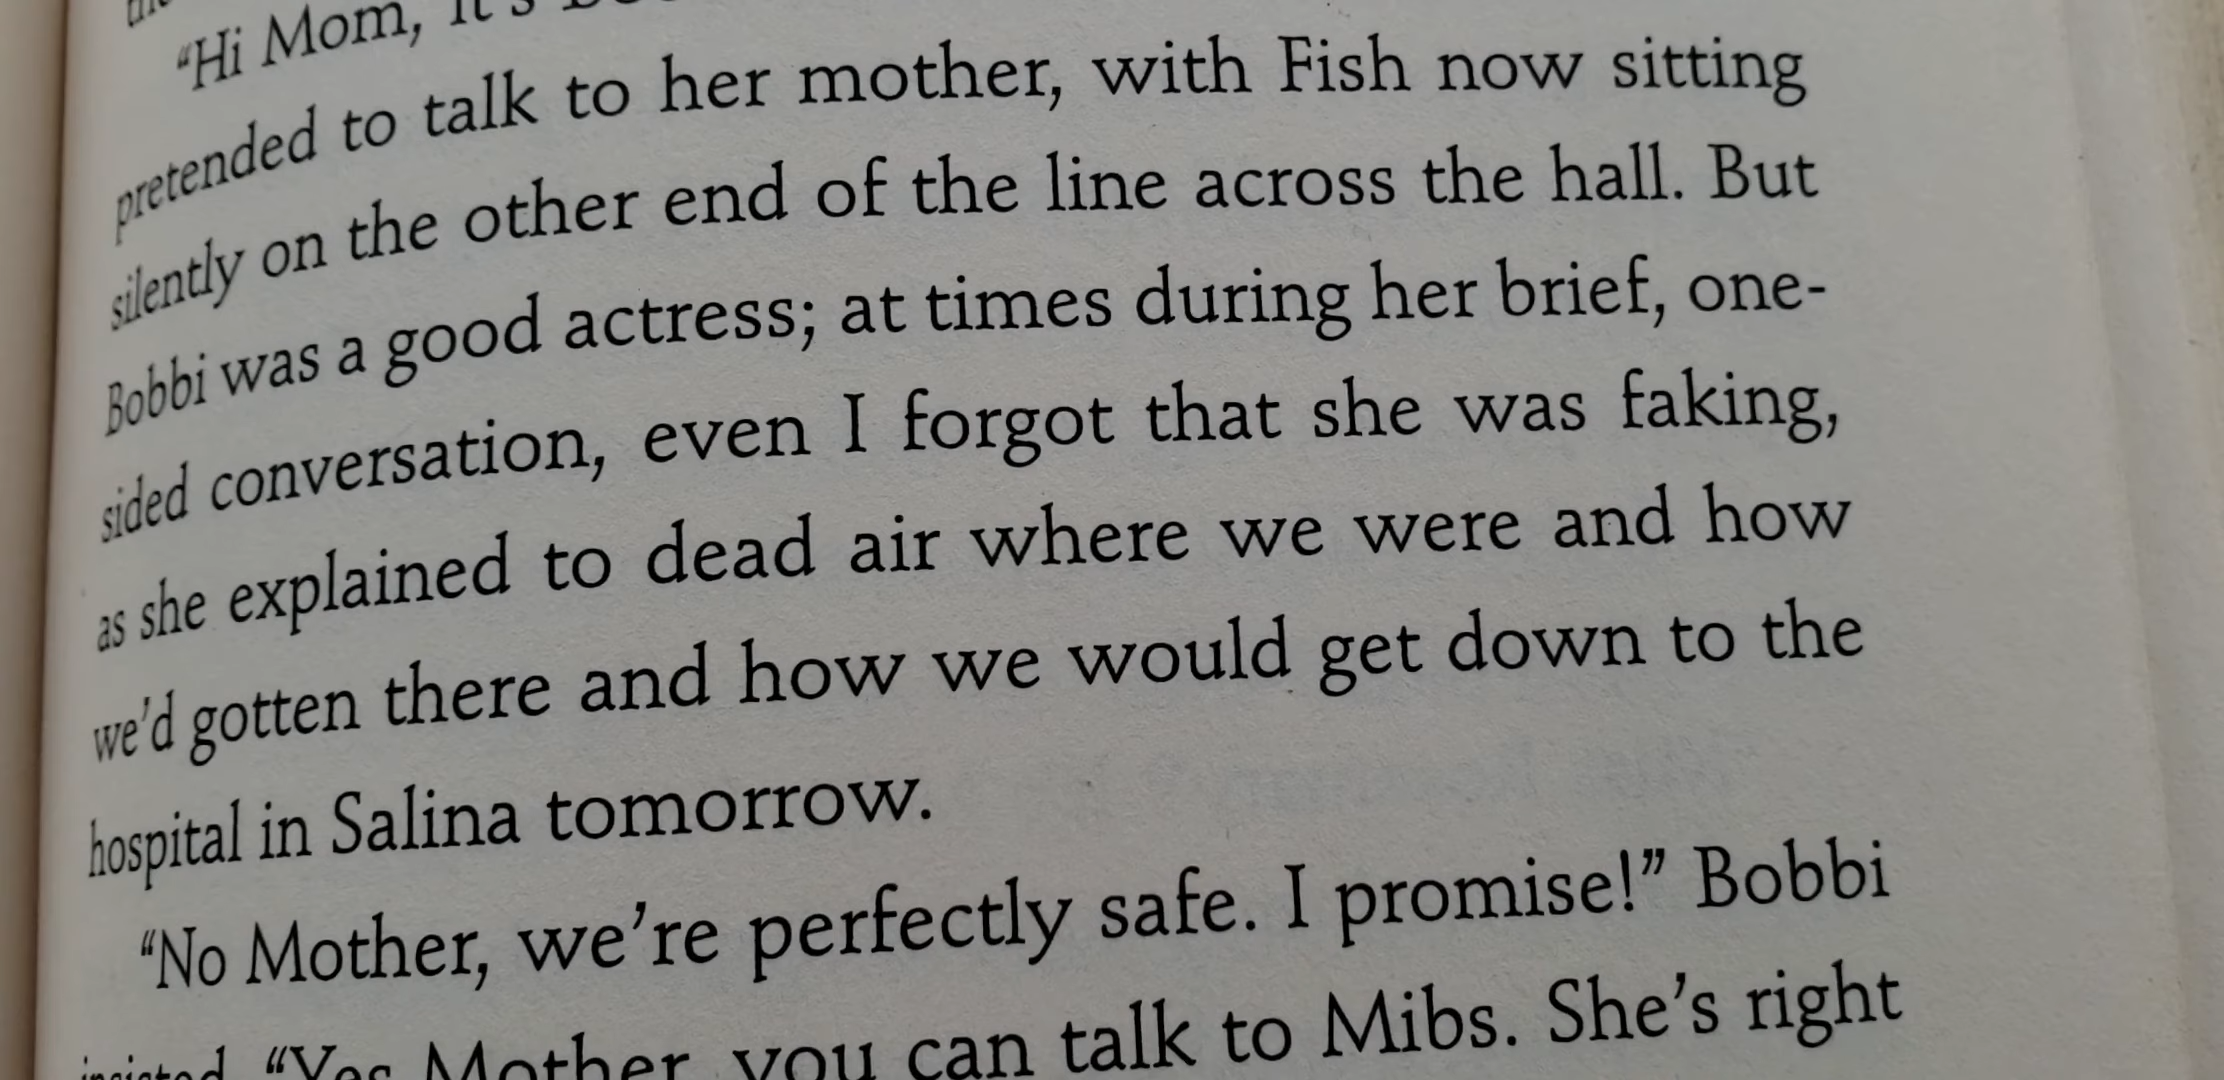 “Hi Mom, it's
pretended to talk to her mother, with Fish now sitting
silently on the other end of the line across the hall. But
Bobbi was a good actress; at times during her brief, one-
sided conversation, even I forgot that she was faking,
as she explained to dead air where we were and how
we’d gotten there and how we would get down to the
hospital in Salina tomorrow.
“No Mother, we’re perfectly safe. I promise!” Bobbi
insisted. “Yes Mother, you can talk to Mibs. She’s right